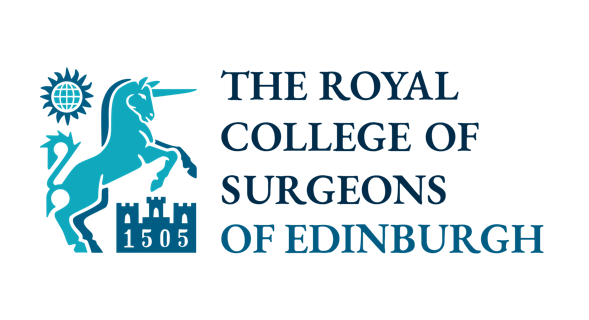 THE ROYAL
COLLEGE OF
SURGEONS
OF EDINBURGH
1505